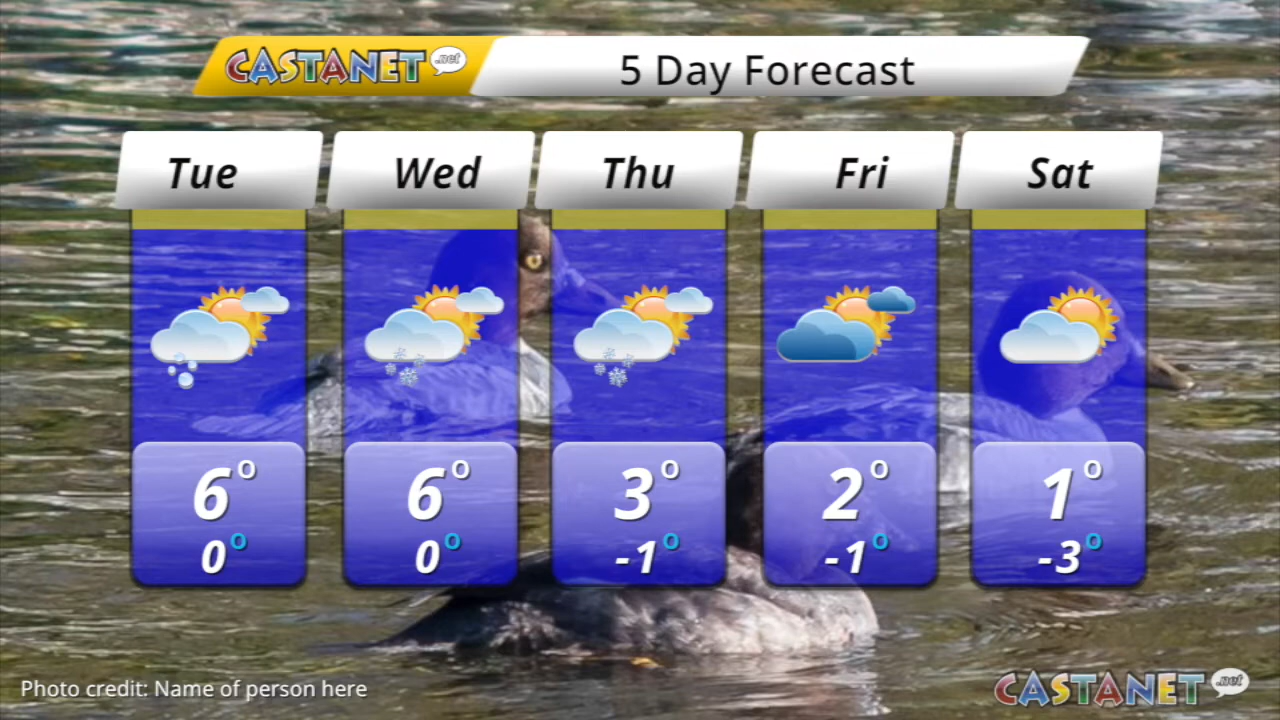 CASTANET .net
5 Day Forecast
Tue Wed Thu Fri Sat
6° 6° 3° 2° 1°
0° 0° -1° -1° -3°
Photo credit: Name of person here
CASTANET .net